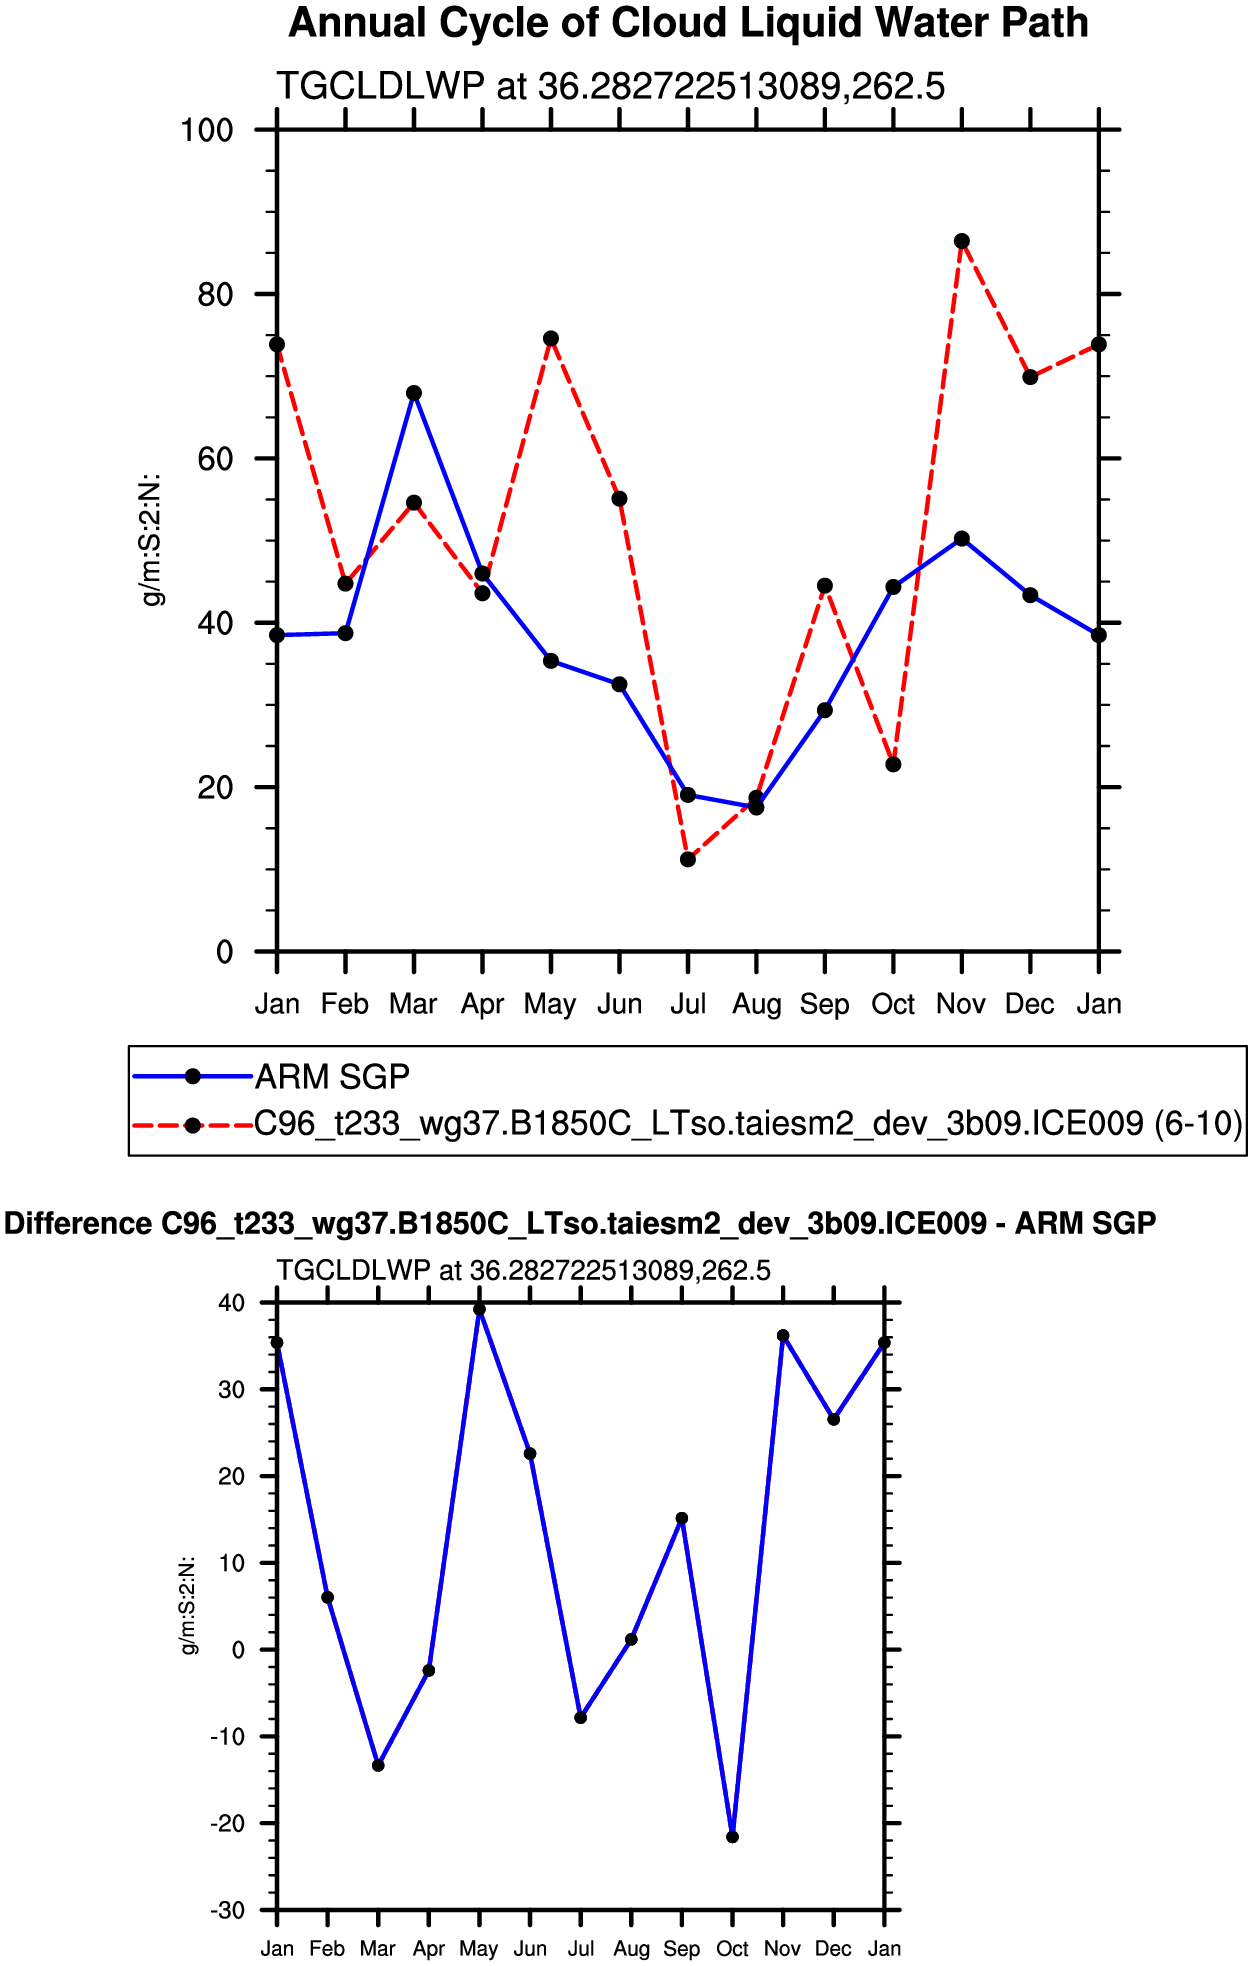 Annual Cycle of Cloud Liquid Water Path
TGCLDLWP at 36.282722513089,262.5
100
80
60
40
20
0
g/m:S:2:N:
Jan Feb Mar Apr May Jun Jul Aug Sep Oct Nov Dec Jan
ARM SGP
C96_t233_wg37.B1850C_LTso.taiesm2_dev_3b09.ICE009 (6-10)
Difference C96_t233_wg37.B1850C_LTso.taiesm2_dev_3b09.ICE009 - ARM SGP
TGCLDLWP at 36.282722513089,262.5
40
30
20
10
0
-10
-20
-30
g/m:S:2:N:
Jan Feb Mar Apr May Jun Jul Aug Sep Oct Nov Dec Jan